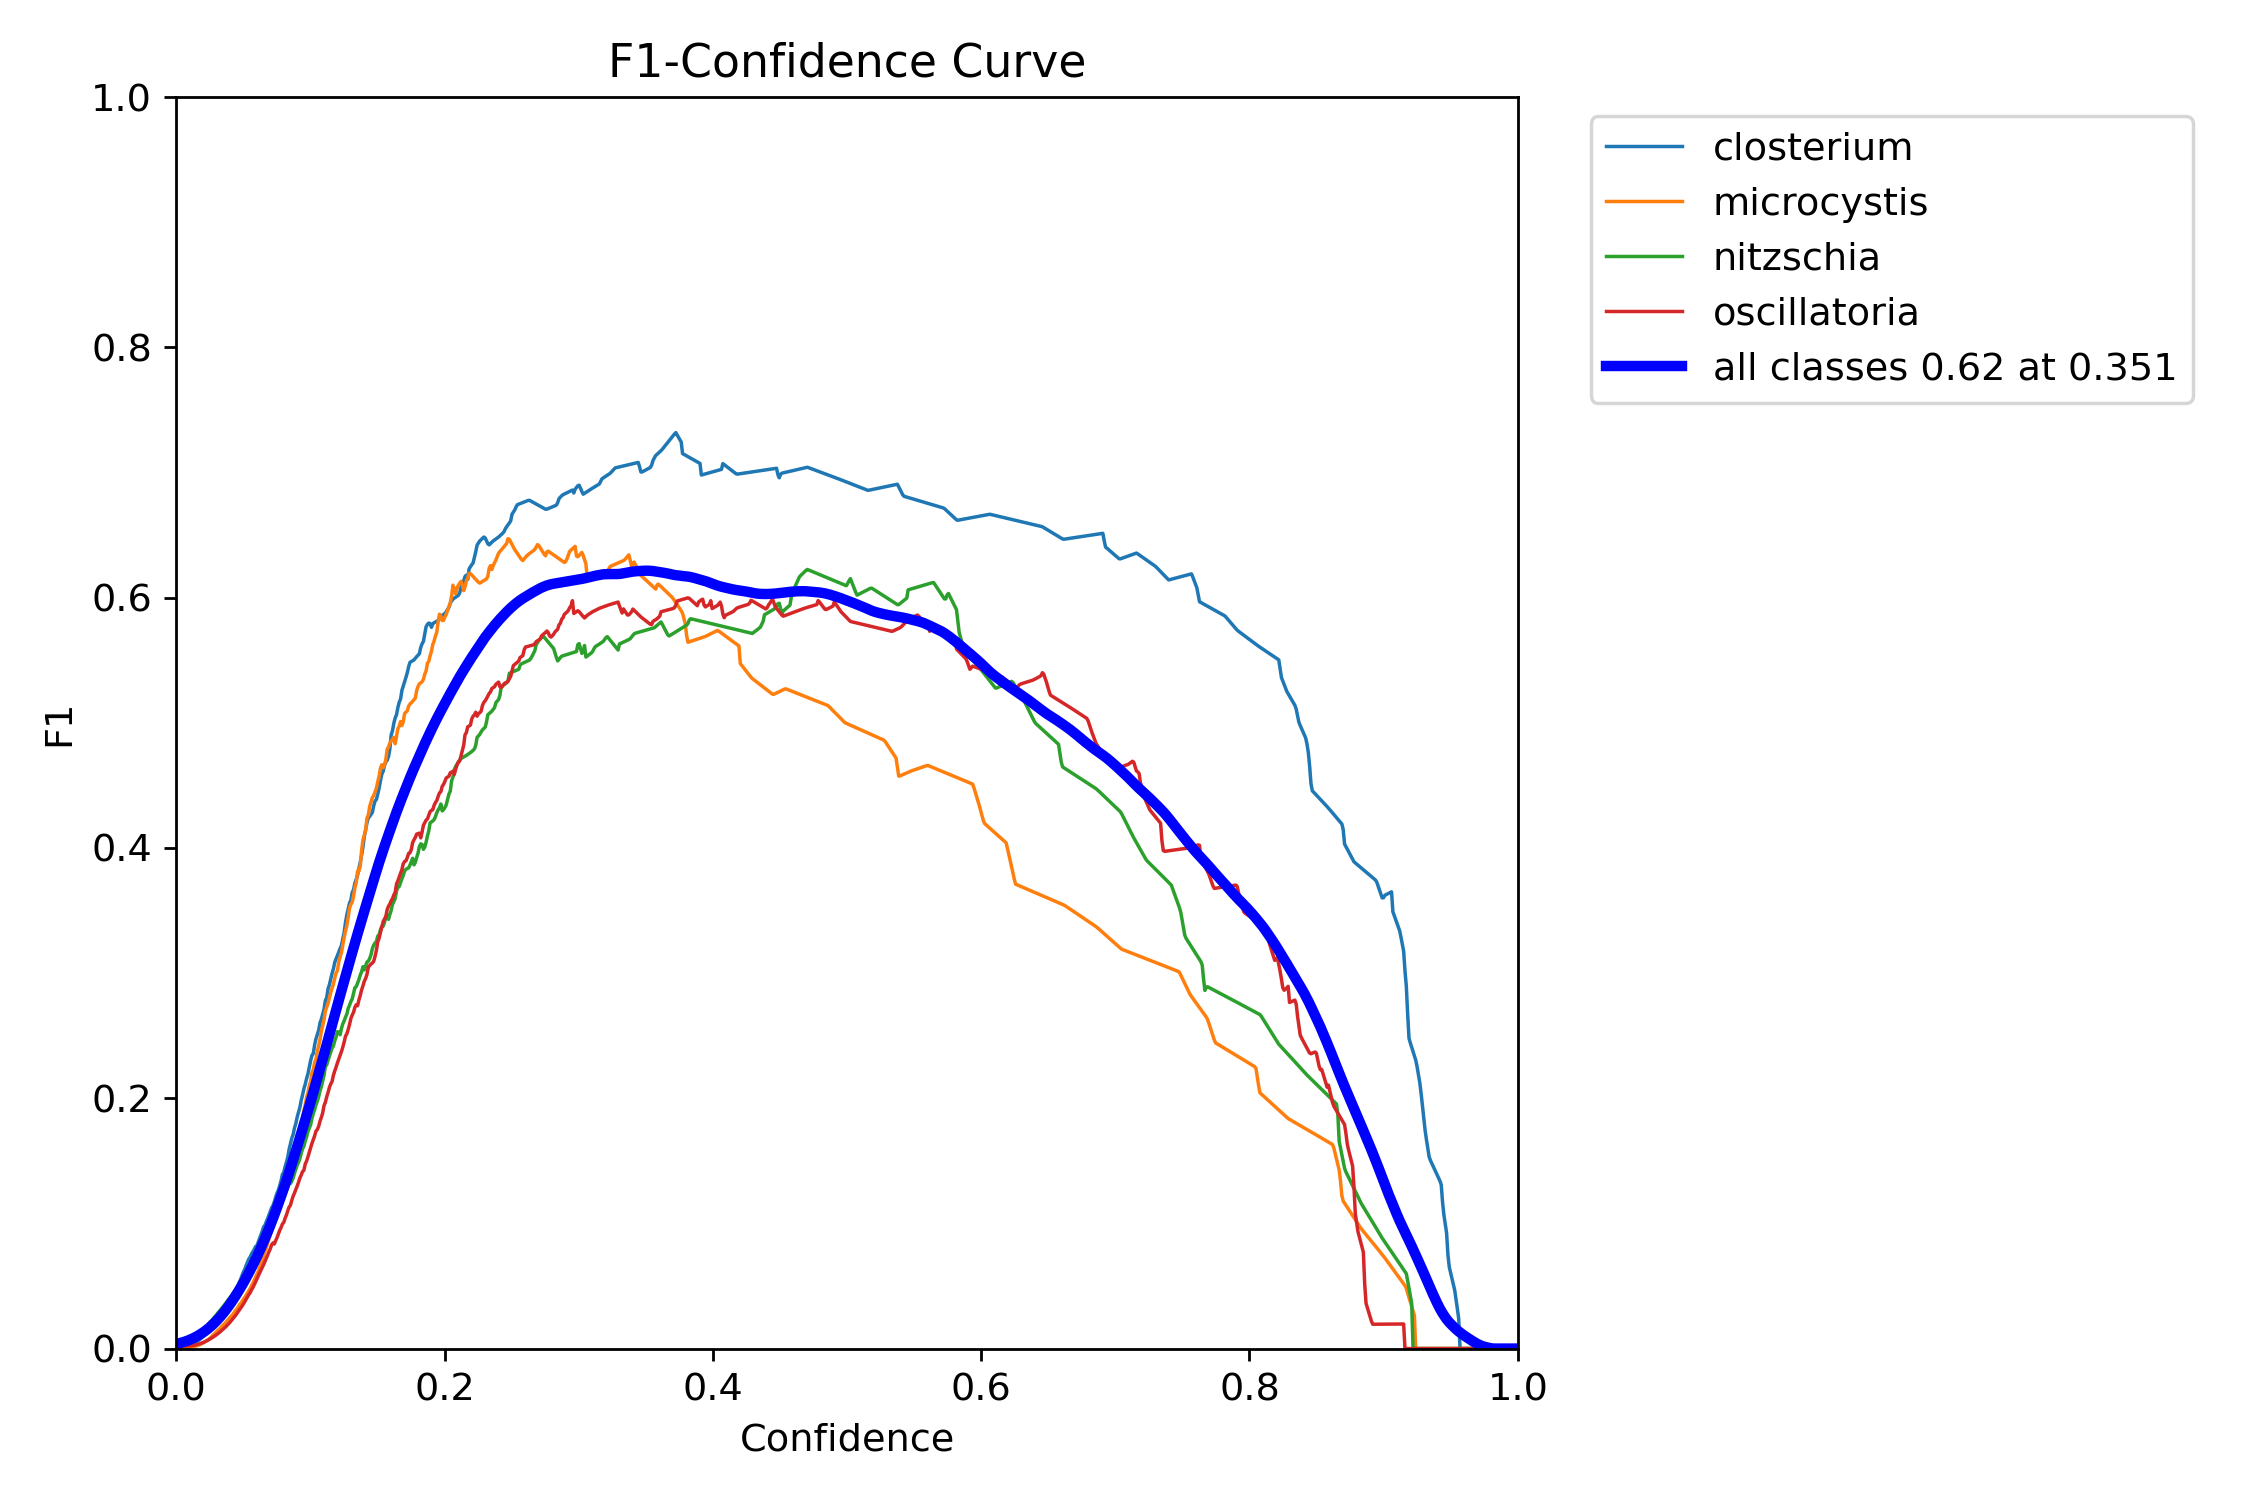 F1-Confidence Curve
1.0
0.8
0.6
0.4
0.2
0.0
F1
0.0 0.2 0.4 0.6 0.8 1.0
Confidence
closterium
microcystis
nitzschia
oscillatoria
all classes 0.62 at 0.351